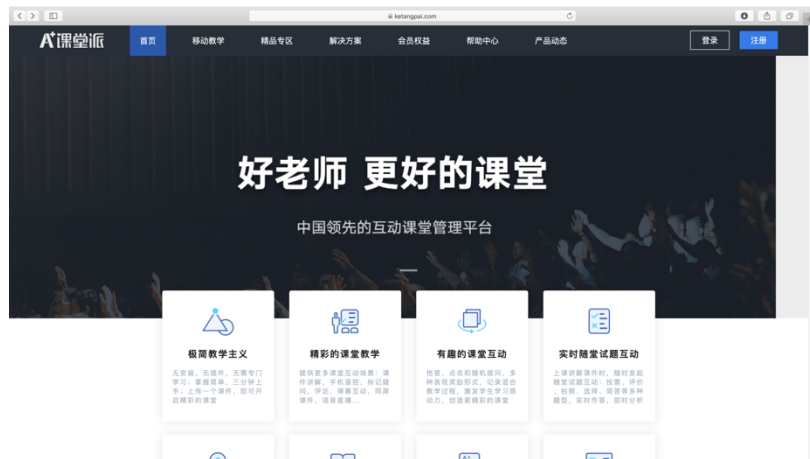 ketangpai.com
A+课堂派
首页
移动教学
精品专区
解决方案
会员权益
帮助中心
产品动态
登录
注册
好老师 更好的课堂
中国领先的互动课堂管理平台
极简教学主义
无安装、无插件、无需专门
学习；掌握简单，三分钟上
手；上传一个课件，即可开
启精彩的课堂
精彩的课堂教学
提供更多课堂互动场景：课
件讲解、手机遥控、标记疑
问、评论、弹幕互动、同屏
课件、语音直播...
有趣的课堂互动
抢答、点名和随机提问，多
种表现奖励形式、记录混合
教学过程，激发学生学习原
动力，创造更精彩的课堂
实时随堂试题互动
上课讲解课件时，随时发起
随堂试题互动：投票、评价
、拍照、选择、简答等多种
题型，实时作答，即时分析